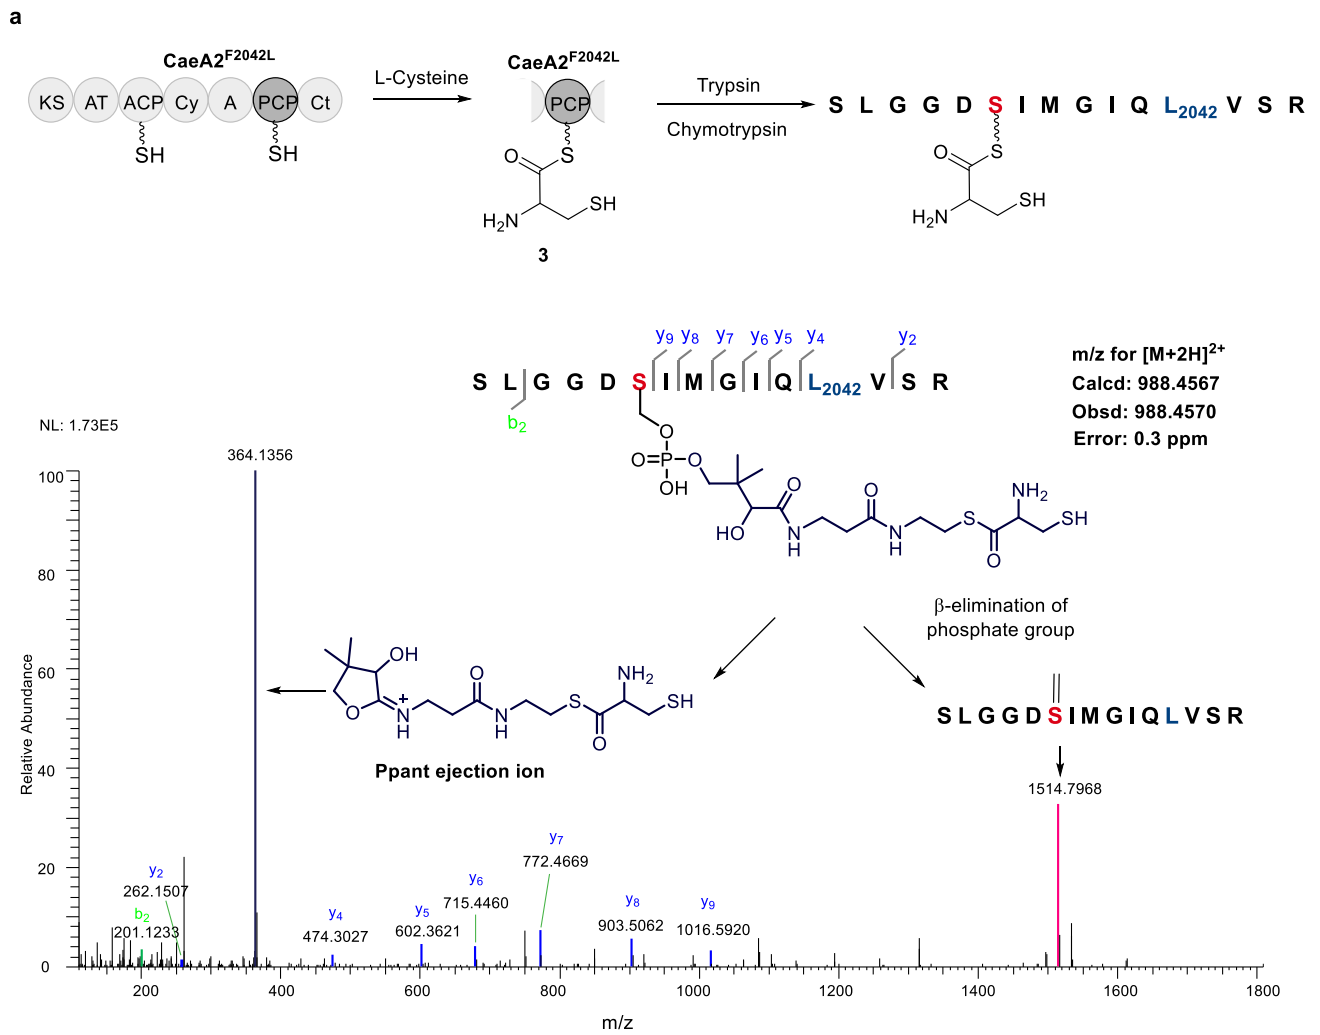 a
CaeA2F2042L
KS AT ACP Cy A PCP Ct
SH SH
L-Cysteine
CaeA2F2042L
PCP
S
O
SH
H2N
3
Trypsin
Chymotrypsin
S L G G D S I M G I Q L2042 V S R
S
O
SH
H2N
y9 y8 y7 y6 y5 y4 y2
S L G G D S I M G I Q L2042 V S R
b2
m/z for [M+2H]2+
Calcd: 988.4567
Obsd: 988.4570
Error: 0.3 ppm
O
O=P O
OH
HO
O
N
H
O
N
H
S
O
NH2
SH
β-elimination of
phosphate group
NL: 1.73E5
364.1356
OH
O
N
H
+
O
N
H
S
O
NH2
SH
Ppant ejection ion
S L G G D S I M G I Q L V S R
1514.7968
y2
262.1507
b2
201.1233
y4
474.3027
y5
602.3621
y6
715.4460
y7
772.4669
y8
903.5062
y9
1016.5920
Relative Abundance
100
80
60
40
20
0
200 400 600 800 1000 1200 1400 1600 1800
m/z